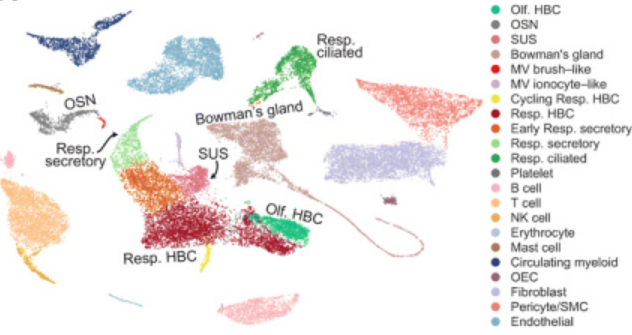 Resp.
ciliated
OSN
Bowman's gland
Resp.
secretory
SUS
Olf. HBC
Resp. HBC
Olf. HBC
OSN
SUS
Bowman's gland
MV brush–like
MV ionocyte–like
Cycling Resp. HBC
Resp. HBC
Early Resp. secretory
Resp. secretory
Resp. ciliated
Platelet
B cell
T cell
NK cell
Erythrocyte
Mast cell
Circulating myeloid
OEC
Fibroblast
Pericyte/SMC
Endothelial